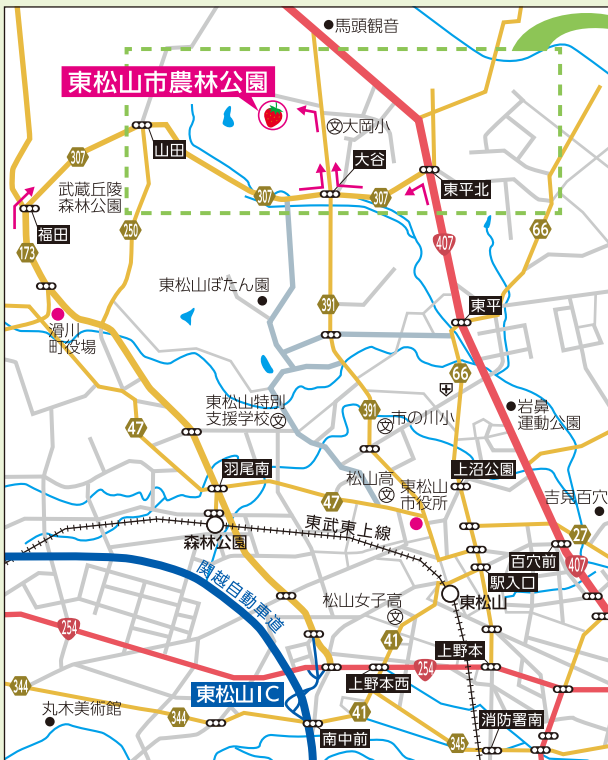 馬頭観音
東松山市農林公園
大岡小
文
山田
大谷
307
東平北
武蔵丘陵
森林公園
307
307
福田
250
66
407
173
東松山ぼたん園
391
東平
滑川
町役場
66
東松山特別
支援学校
文
391
市の川小
文
岩鼻
運動公園
47
羽尾南
松山高
文
上沼公園
47
東松山
市役所
吉見百穴
東武東上線
27
森林公園
百穴前
407
関越自動車道
駅入口
松山女子高
文
東松山
254
41
上野本
254
344
東松山IC
上野本西
丸木美術館
344
41
南中前
消防署南
345